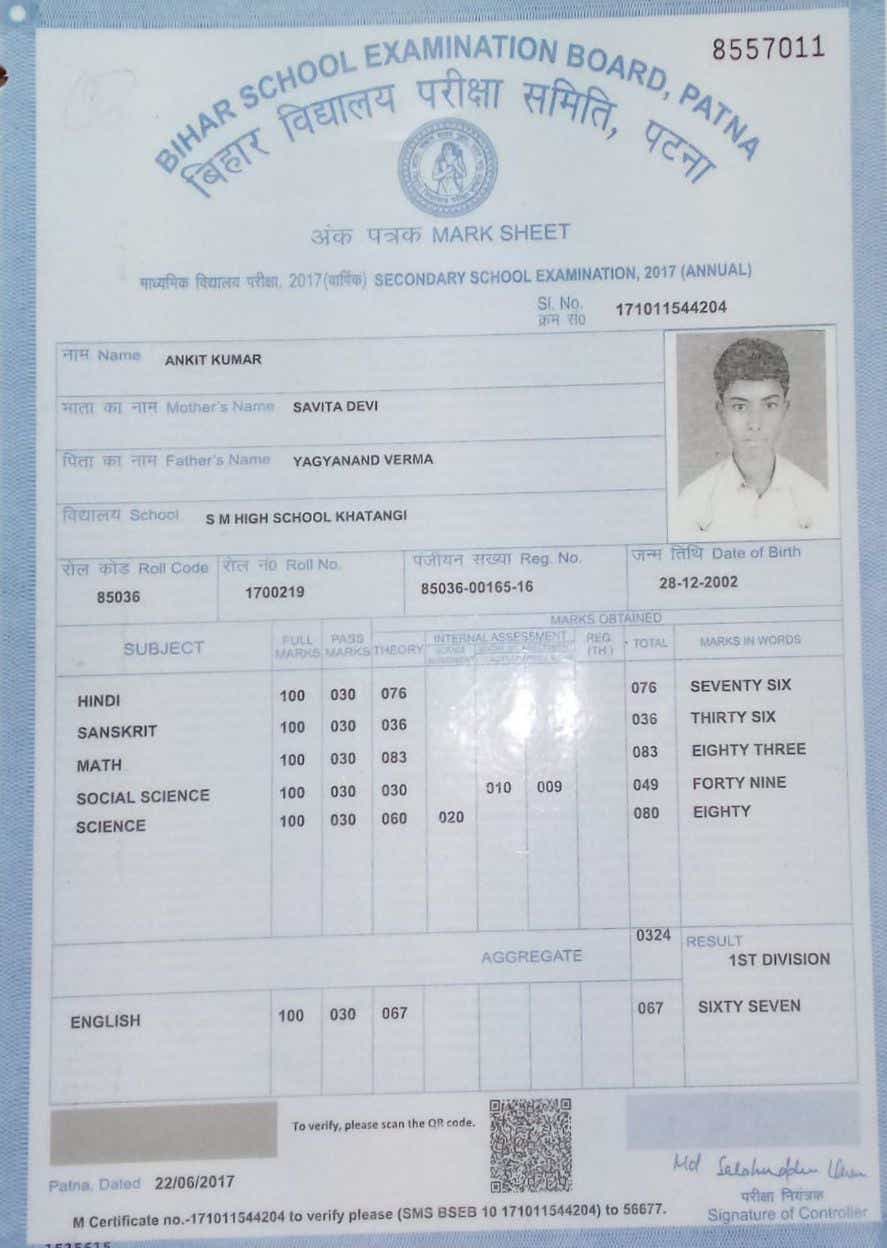 8557011
BIHAR SCHOOL EXAMINATION BOARD, PATNA
बिहार विद्यालय परीक्षा समिति, पटना
अंक पत्रक MARK SHEET
माध्यमिक विद्यालय परीक्षा, 2017(वार्षिक) SECONDARY SCHOOL EXAMINATION, 2017 (ANNUAL)
Sl. No. 171011544204
क्रम सं0
नाम Name ANKIT KUMAR
माता का नाम Mother's Name SAVITA DEVI
पिता का नाम Father's Name YAGYANAND VERMA
विद्यालय School S M HIGH SCHOOL KHATANGI
रोल कोड Roll Code रोल नं0 Roll No. पंजीयन संख्या Reg. No. जन्म तिथि Date of Birth
85036 1700219 85036-00165-16 28-12-2002
MARKS OBTAINED
SUBJECT FULL MARKS PASS MARKS THEORY INTERNAL ASSESSMENT REG (TH.) TOTAL MARKS IN WORDS
HINDI 100 030 076 076 SEVENTY SIX
SANSKRIT 100 030 036 036 THIRTY SIX
MATH 100 030 083 083 EIGHTY THREE
SOCIAL SCIENCE 100 030 030 010 009 049 FORTY NINE
SCIENCE 100 030 060 020 080 EIGHTY
AGGREGATE 0324 RESULT
1ST DIVISION
ENGLISH 100 030 067 067 SIXTY SEVEN
To verify, please scan the QR code.
Patna, Dated 22/06/2017
परीक्षा नियंत्रक
Signature of Controller
M Certificate no.-171011544204 to verify please (SMS BSEB 10 171011544204) to 56677.